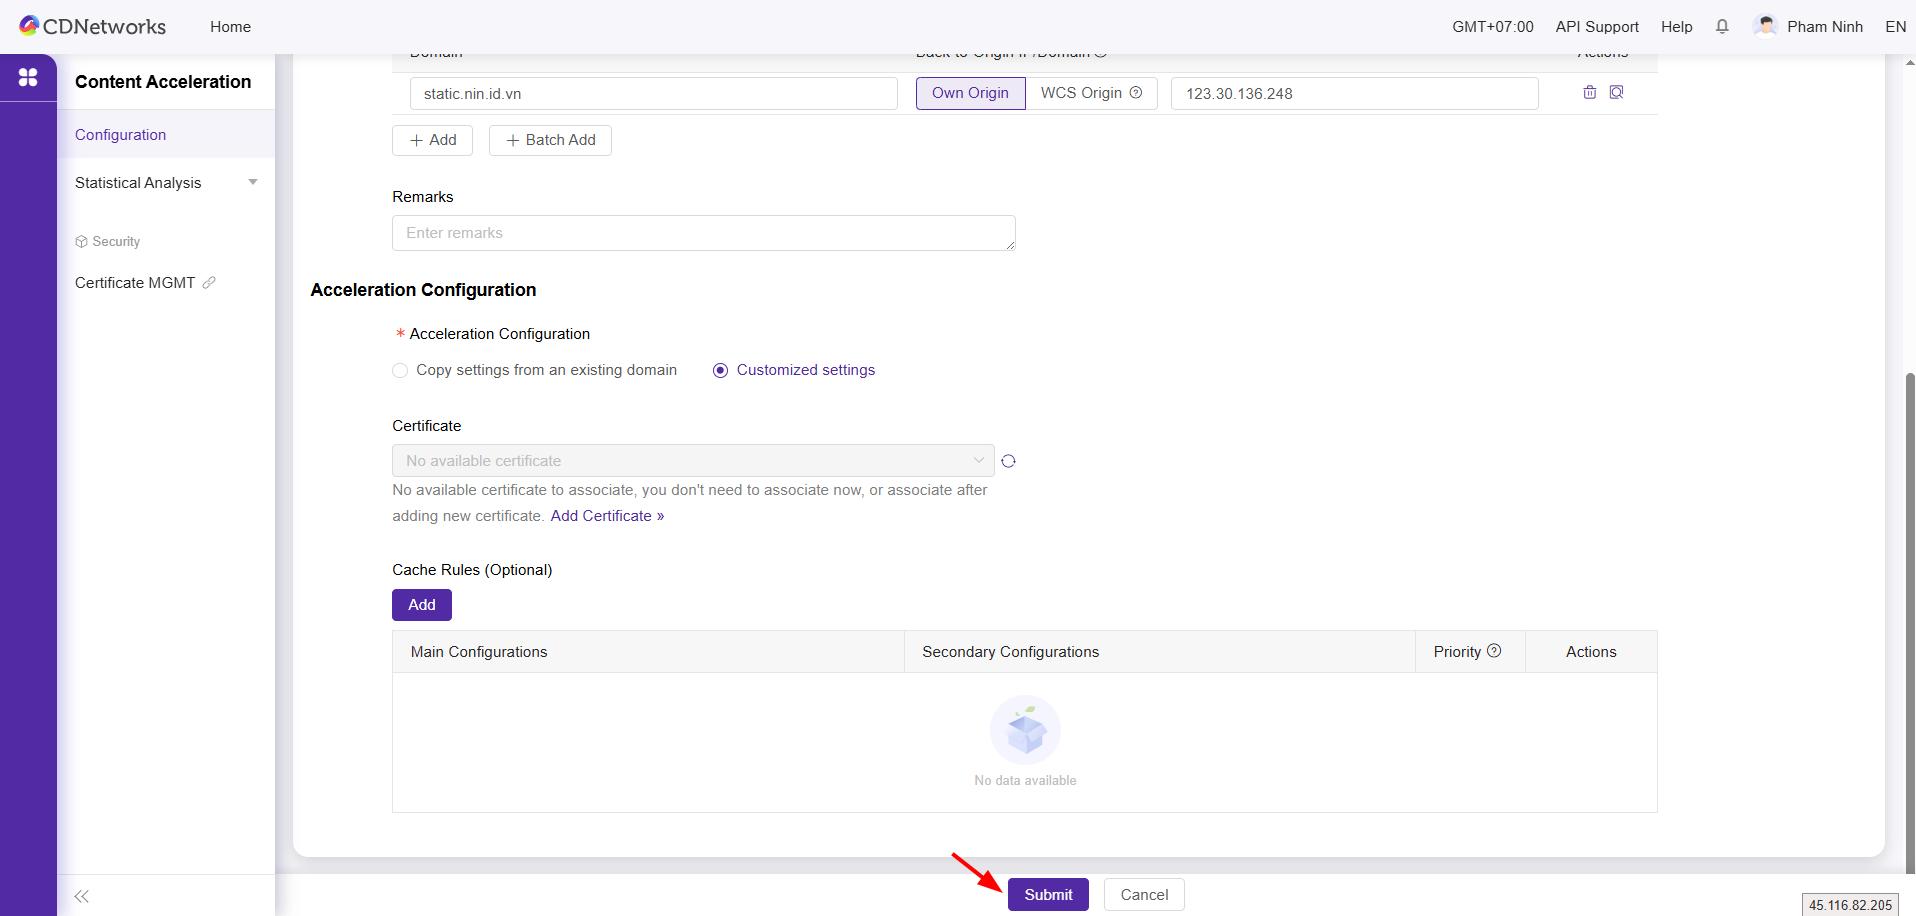 CDNetworks Home GMT+07:00 API Support Help Pham Ninh EN
Content Acceleration
Configuration
Statistical Analysis
Security
Certificate MGMT
Domain Back-to-Origin IP/Domain Actions
static.nin.id.vn Own Origin WCS Origin 123.30.136.248
Add Batch Add
Remarks
Enter remarks
Acceleration Configuration
* Acceleration Configuration
Copy settings from an existing domain Customized settings
Certificate
No available certificate
No available certificate to associate, you don't need to associate now, or associate after
adding new certificate. Add Certificate »
Cache Rules (Optional)
Add
Main Configurations Secondary Configurations Priority Actions
No data available
Submit Cancel
45.116.82.205